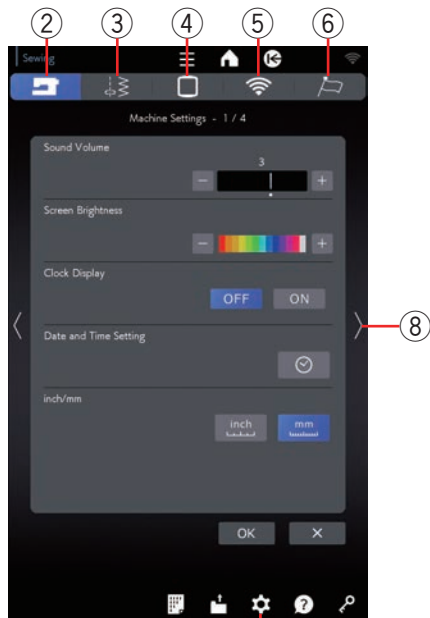 ② ③ ④ ⑤ ⑥
Sewing
Machine Settings - 1 / 4
Sound Volume
3
− +
Screen Brightness
− +
Clock Display
OFF ON
⑧
Date and Time Setting
inch/mm
inch mm
OK ×
?